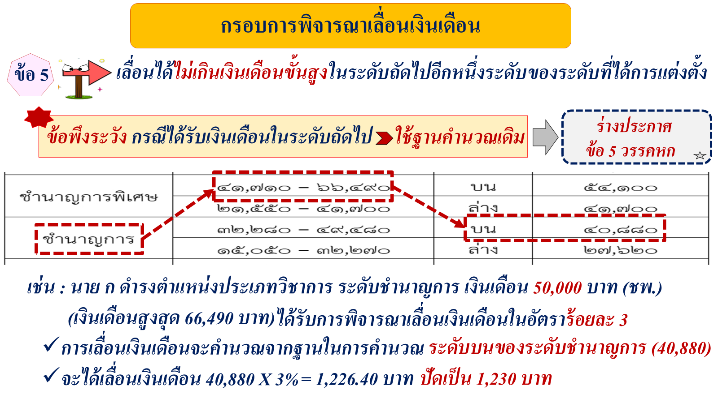 กรอบการพิจารณาเลื่อนเงินเดือน
ข้อ 5
เลื่อนได้ไม่เกินเงินเดือนขั้นสูงในระดับถัดไปอีกหนึ่งระดับของระดับที่ได้การแต่งตั้ง
ข้อพึงระวัง กรณีได้รับเงินเดือนในระดับถัดไป ใช้ฐานคำนวณเดิม
ร่างประกาศ
ข้อ 5 วรรคหก
ชำนาญการพิเศษ
๔๑,๗๑๐ – ๖๖,๔๙๐ บน ๕๔,๑๐๐
๒๑,๕๕๐ – ๔๑,๗๐๐ ล่าง ๔๑,๗๐๐
ชำนาญการ
๓๒,๒๘๐ – ๔๙,๔๘๐ บน ๔๐,๘๘๐
๑๕,๐๕๐ – ๓๒,๒๗๐ ล่าง ๒๗,๖๒๐
เช่น : นาย ก ดำรงตำแหน่งประเภทวิชาการ ระดับชำนาญการ เงินเดือน 50,000 บาท (ชพ.)
(เงินเดือนสูงสุด 66,490 บาท) ได้รับการพิจารณาเลื่อนเงินเดือนในอัตราร้อยละ 3
✓ การเลื่อนเงินเดือนจะคำนวณจากฐานในการคำนวณ ระดับบนของระดับชำนาญการ (40,880)
✓ จะได้เลื่อนเงินเดือน 40,880 X 3% = 1,226.40 บาท ปัดเป็น 1,230 บาท